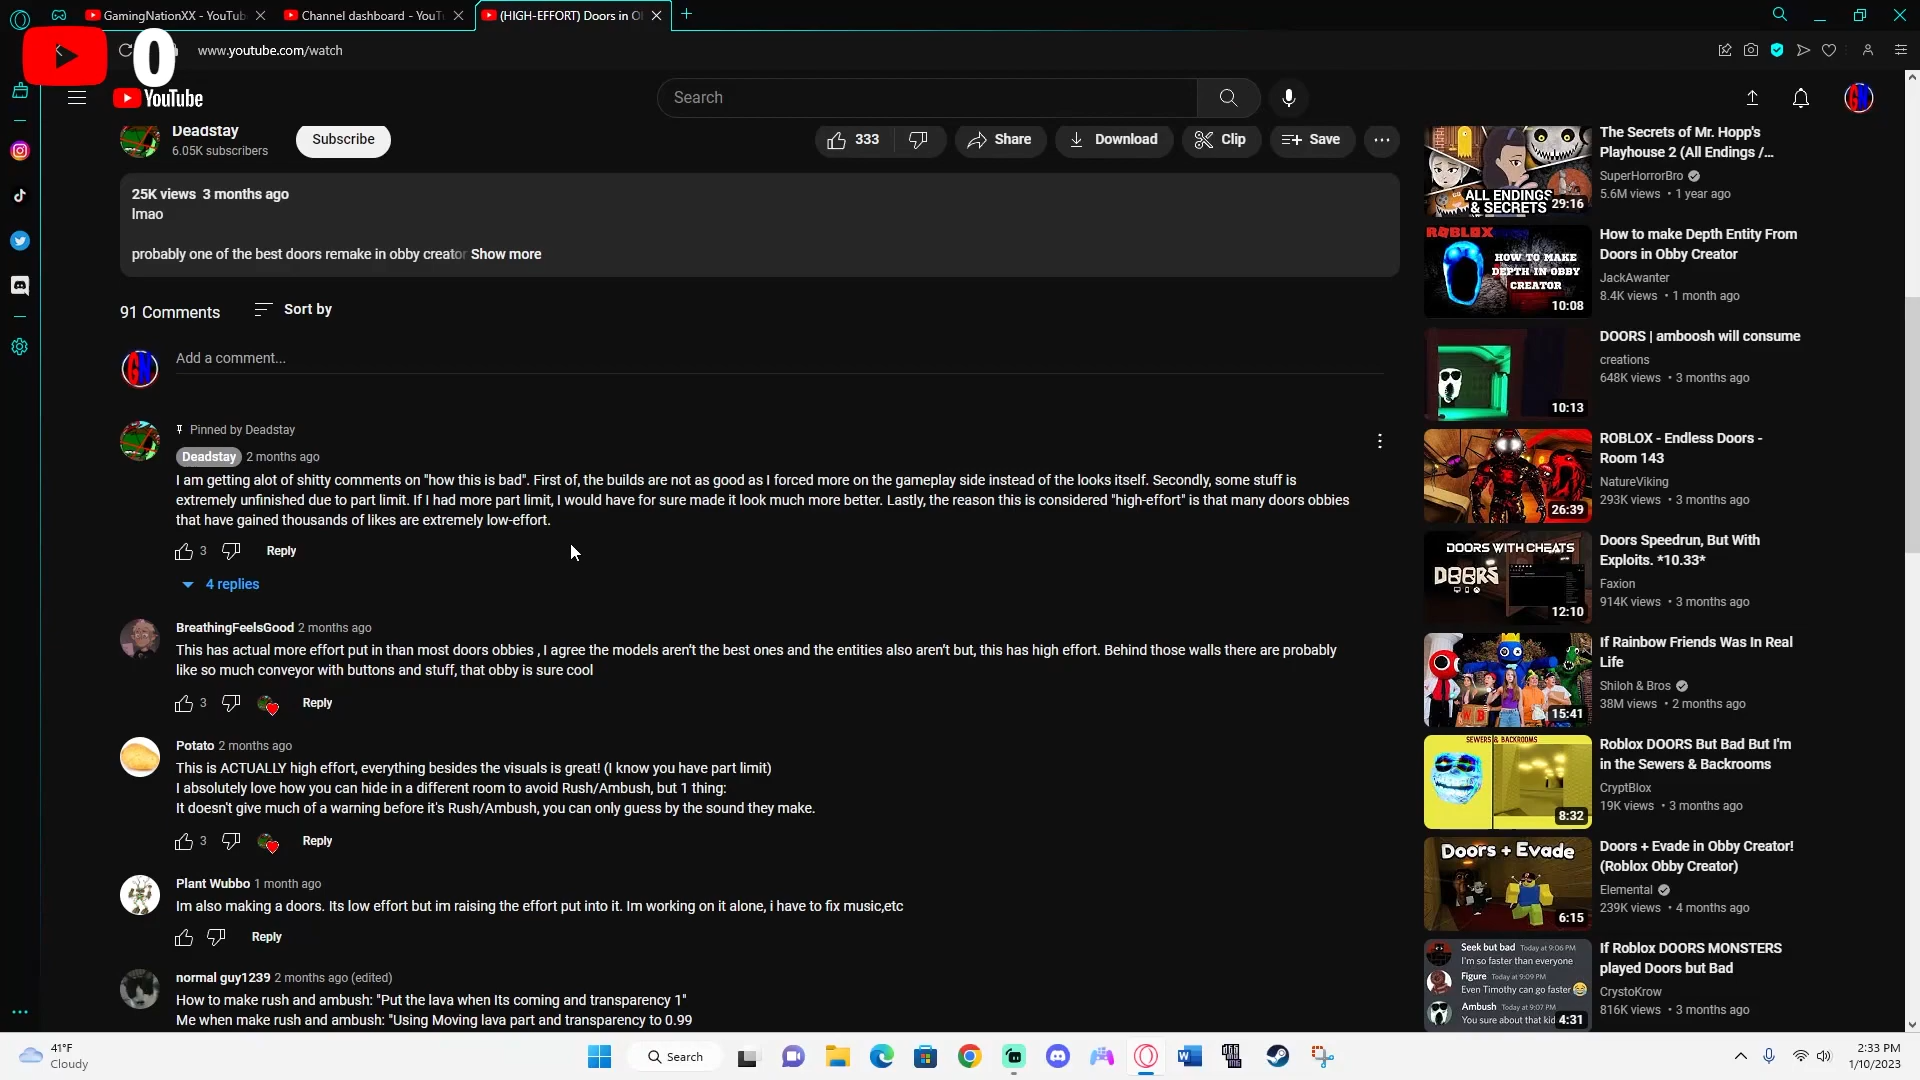 GamingNationXX - YouTub
Channel dashboard - YouT
(HIGH-EFFORT) Doors in O
0
www.youtube.com/watch
YouTube
Search
Deadstay
6.05K subscribers
Subscribe
333
Share
Download
Clip
Save
25K views 3 months ago
lmao
probably one of the best doors remake in obby creator Show more
91 Comments
Sort by
GN
Add a comment...
Pinned by Deadstay
Deadstay 2 months ago
I am getting alot of shitty comments on "how this is bad". First of, the builds are not as good as I forced more on the gameplay side instead of the looks itself. Secondly, some stuff is
extremely unfinished due to part limit. If I had more part limit, I would have for sure made it look much more better. Lastly, the reason this is considered "high-effort" is that many doors obbies
that have gained thousands of likes are extremely low-effort.
3
Reply
4 replies
BreathingFeelsGood 2 months ago
This has actual more effort put in than most doors obbies , I agree the models aren't the best ones and the entities also aren't but, this has high effort. Behind those walls there are probably
like so much conveyor with buttons and stuff, that obby is sure cool
3
Reply
Potato 2 months ago
This is ACTUALLY high effort, everything besides the visuals is great! (I know you have part limit)
I absolutely love how you can hide in a different room to avoid Rush/Ambush, but 1 thing:
It doesn't give much of a warning before it's Rush/Ambush, you can only guess by the sound they make.
3
Reply
Plant Wubbo 1 month ago
Im also making a doors. Its low effort but im raising the effort put into it. Im working on it alone, i have to fix music,etc
Reply
normal guy1239 2 months ago (edited)
How to make rush and ambush: "Put the lava when Its coming and transparency 1"
Me when make rush and ambush: "Using Moving lava part and transparency to 0.99
ALL ENDINGS
& SECRETS
29:16
The Secrets of Mr. Hopp's
Playhouse 2 (All Endings /...
SuperHorrorBro
5.6M views • 1 year ago
ROBLOX
HOW TO MAKE
DEPTH IN OBBY
CREATOR
10:08
How to make Depth Entity From
Doors in Obby Creator
JackAwanter
8.4K views • 1 month ago
10:13
DOORS | amboosh will consume
creations
648K views • 3 months ago
26:39
ROBLOX - Endless Doors -
Room 143
NatureViking
293K views • 3 months ago
DOORS WITH CHEATS
DOORS
12:10
Doors Speedrun, But With
Exploits. *10.33*
Faxion
914K views • 3 months ago
W B
15:41
If Rainbow Friends Was In Real
Life
Shiloh & Bros
38M views • 2 months ago
SEWERS & BACKROOMS
8:32
Roblox DOORS But Bad But I'm
in the Sewers & Backrooms
CryptBlox
19K views • 3 months ago
Doors + Evade
6:15
Doors + Evade in Obby Creator!
(Roblox Obby Creator)
Elemental
239K views • 4 months ago
Seek but bad Today at 9:06 PM
I'm so faster than everyone
Figure Today at 9:09 PM
Even Timothy can go faster
Ambush Today at 9:07 PM
You sure about that kid
4:31
If Roblox DOORS MONSTERS
played Doors but Bad
CrystoKrow
816K views • 3 months ago
41°F
Cloudy
Search
2:33 PM
1/10/2023